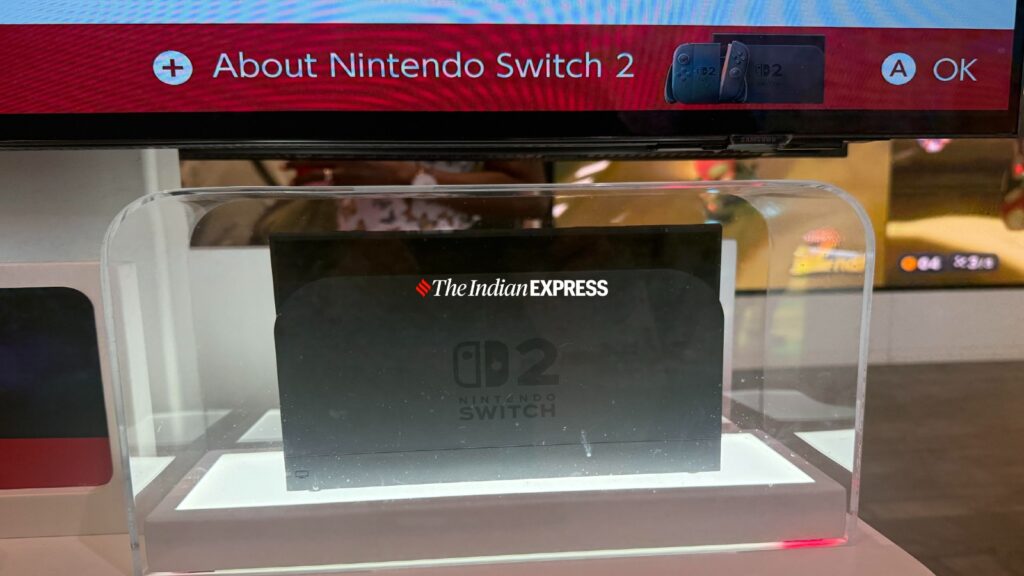 About Nintendo Switch 2
A OK
The Indian EXPRESS
2
NINTENDO
SWITCH